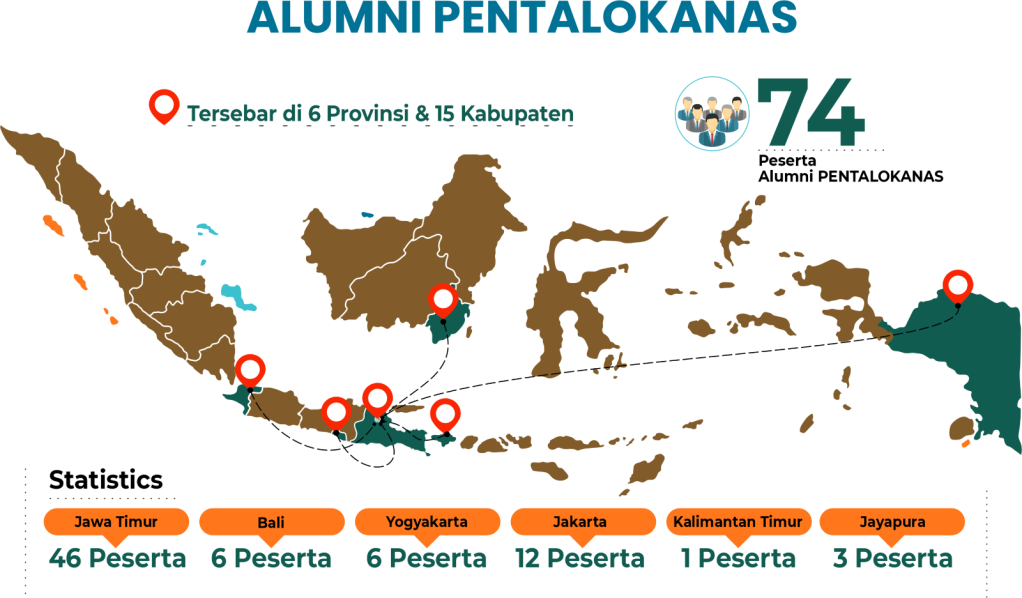 ALUMNI PENTALOKANAS
Tersebar di 6 Provinsi & 15 Kabupaten
74
Peserta
Alumni PENTALOKANAS
Statistics
Jawa Timur
46 Peserta
Bali
6 Peserta
Yogyakarta
6 Peserta
Jakarta
12 Peserta
Kalimantan Timur
1 Peserta
Jayapura
3 Peserta